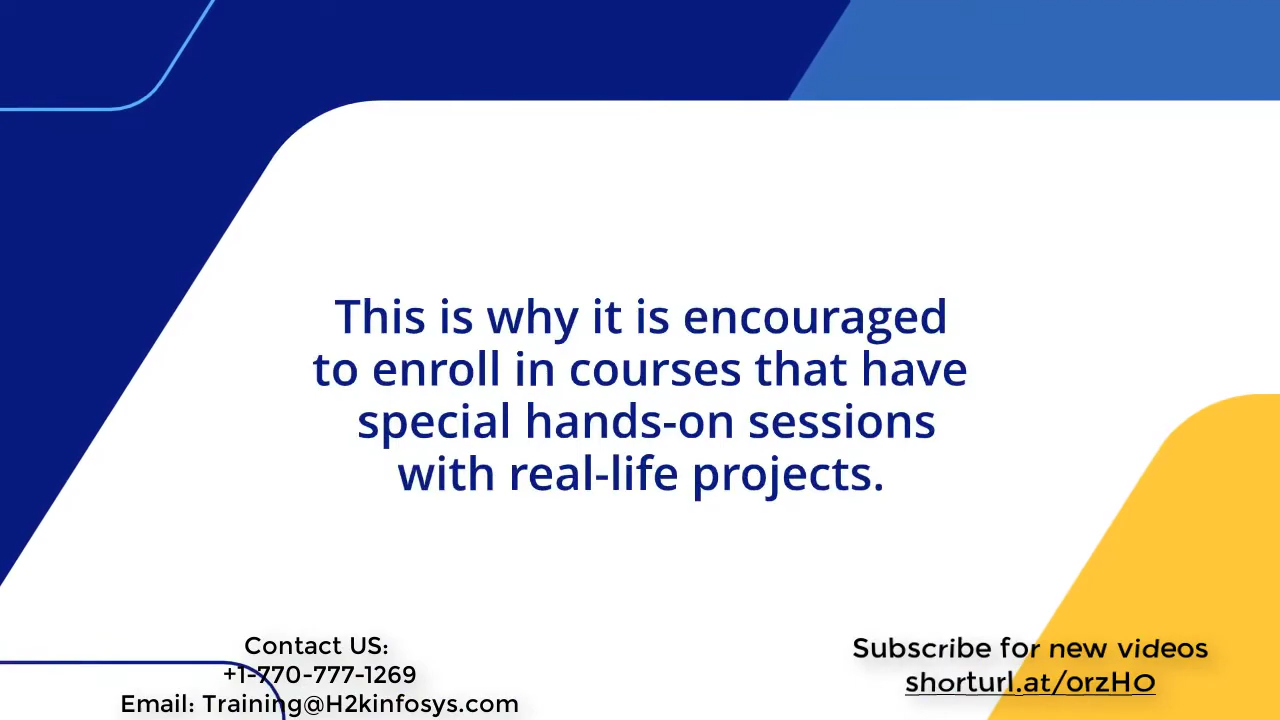 This is why it is encouraged
to enroll in courses that have
special hands-on sessions
with real-life projects.
Contact US:
+1-770-777-1269
Email: Training@H2kinfosys.com
Subscribe for new videos
shorturl.at/orzHO